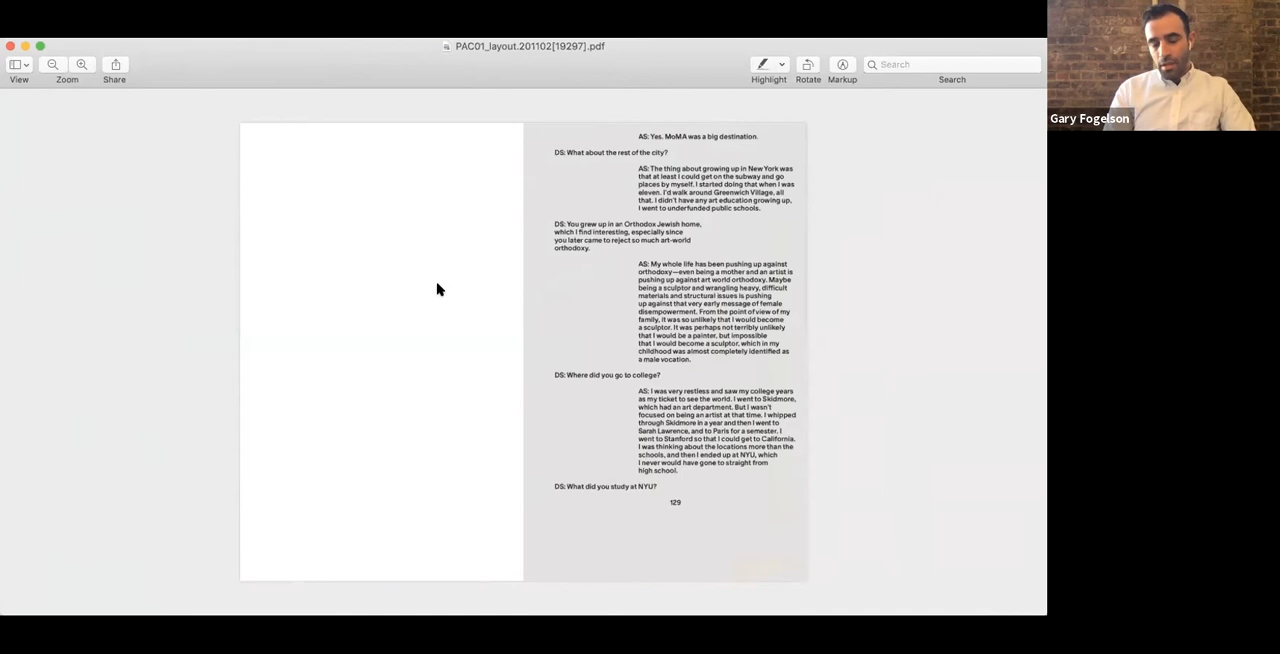 PAC01_layout.201102[19297].pdf
View
Zoom
Share
Highlight
Rotate
Markup
Search
Search
Gary Fogelson
AS: Yes. MoMA was a big destination.
DS: What about the rest of the city?
AS: The thing about growing up in New York was
that at least I could get on the subway and go
places by myself. I started doing that when I was
eleven. I'd walk around Greenwich Village, all
that. I didn't have any art education growing up,
I went to underfunded public schools.
DS: You grew up in an Orthodox Jewish home,
which I find interesting, especially since
you later came to reject so much art-world
orthodoxy.
AS: My whole life has been pushing up against
orthodoxy—even being a mother and an artist is
pushing up against art world orthodoxy. Maybe
being a sculptor and wrangling heavy, difficult
materials and structural issues is pushing
up against that very early message of female
disempowerment. From the point of view of my
family, it was so unlikely that I would become
a sculptor. It was perhaps not terribly unlikely
that I would be a painter, but impossible
that I would become a sculptor, which in my
childhood was almost completely identified as
a male vocation.
DS: Where did you go to college?
AS: I was very restless and saw my college years
as my ticket to see the world. I went to Skidmore,
which had an art department. But I wasn't
focused on being an artist at that time. I whipped
through Skidmore in a year and then I went to
Sarah Lawrence, and to Paris for a semester. I
went to Stanford so that I could get to California.
I was thinking about the locations more than the
schools, and then I ended up at NYU, which
I never would have gone to straight from
high school.
DS: What did you study at NYU?
129